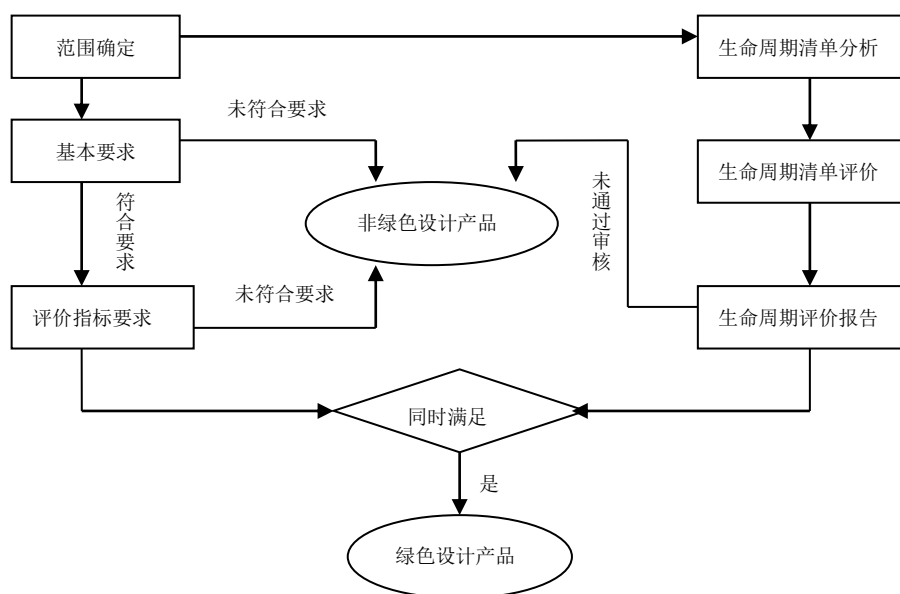 范围确定
生命周期清单分析
未符合要求
基本要求
生命周期清单评价
符合要求
非绿色设计产品
未通过审核
未符合要求
评价指标要求
生命周期评价报告
同时满足
是
绿色设计产品